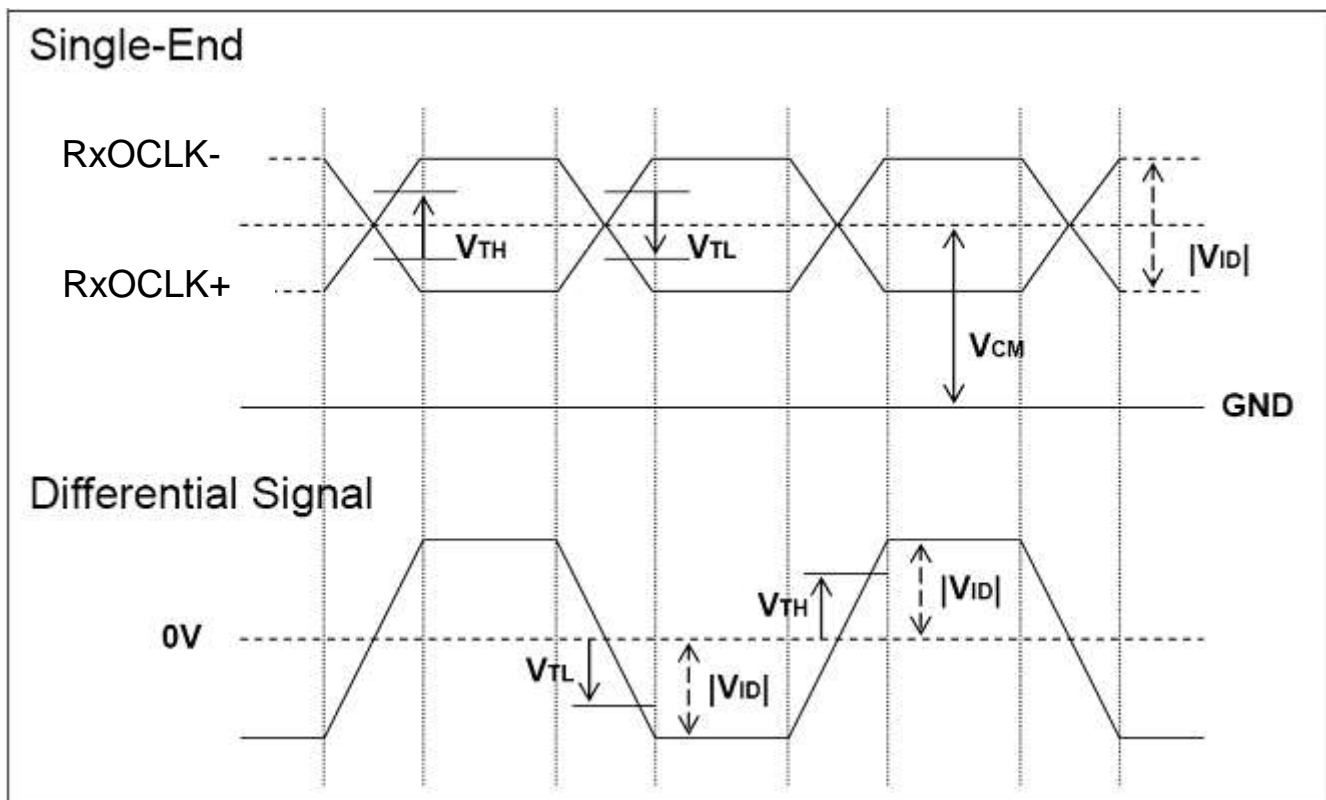 Single-End
RxOCLK-
VTH
VTL
|VID|
RxOCLK+
VCM
GND
Differential Signal
VTH
|VID|
0V
VTL
|VID|